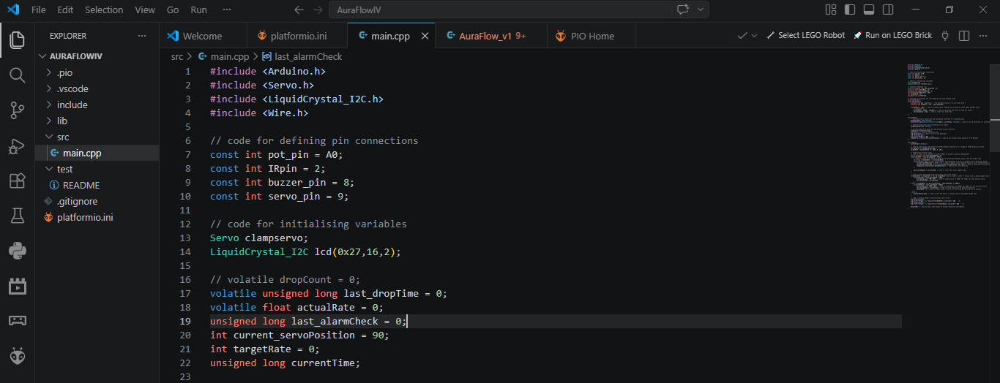 File Edit Selection View Go Run ··· AuraFlowIV
EXPLORER ···
AURAFLOWIV
.pio
.vscode
include
lib
src
main.cpp
test
README
.gitignore
platformio.ini
Welcome platformio.ini main.cpp AuraFlow_v1 9+ PIO Home Select LEGO Robot Run on LEGO Brick ···
src > main.cpp > last_alarmCheck
1 #include <Arduino.h>
2 #include <Servo.h>
3 #include <LiquidCrystal_I2C.h>
4 #include <Wire.h>
5
6 // code for defining pin connections
7 const int pot_pin = A0;
8 const int IRpin = 2;
9 const int buzzer_pin = 8;
10 const int servo_pin = 9;
11
12 // code for initialising variables
13 Servo clampservo;
14 LiquidCrystal_I2C lcd(0x27,16,2);
15
16 // volatile dropCount = 0;
17 volatile unsigned long last_dropTime = 0;
18 volatile float actualRate = 0;
19 unsigned long last_alarmCheck = 0;
20 int current_servoPosition = 90;
21 int targetRate = 0;
22 unsigned long currentTime;
23